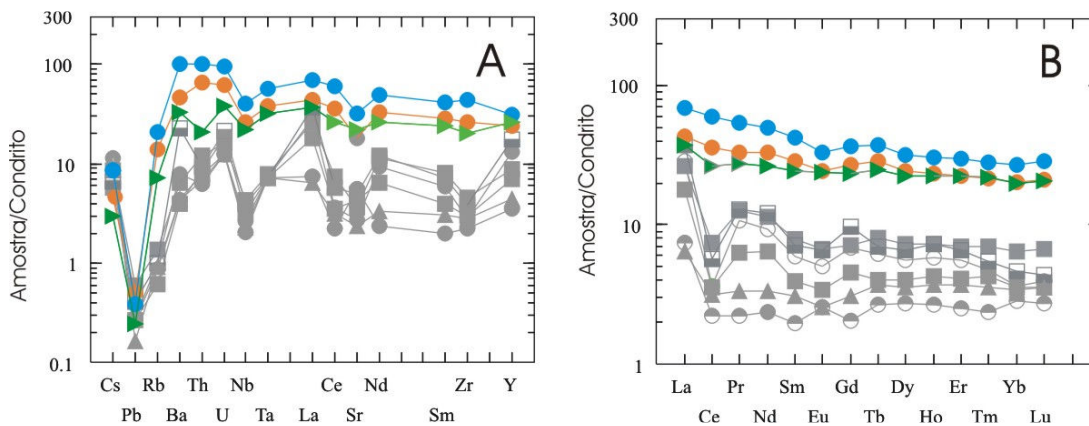 A
Amostra/Condrito
300
100
10
1
0.1
Cs Rb Th Nb Ce Nd Zr Y
Pb Ba U Ta La Sr Sm
B
Amostra/Condrito
300
100
10
1
La Pr Sm Gd Dy Er Yb
Ce Nd Eu Tb Ho Tm Lu